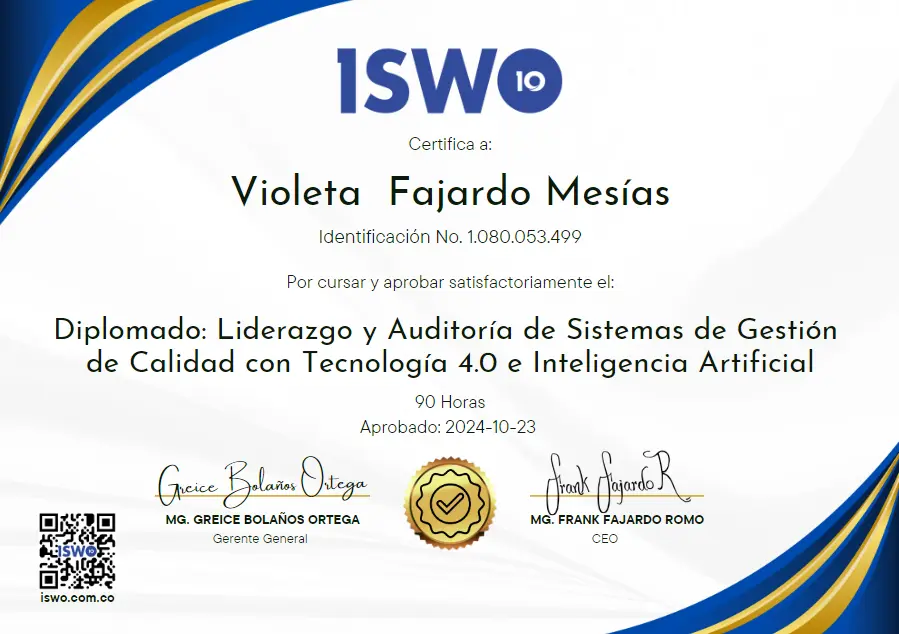 ISWO 10
Certifica a:
Violeta Fajardo Mesías
Identificación No. 1.080.053.499
Por cursar y aprobar satisfactoriamente el:
Diplomado: Liderazgo y Auditoría de Sistemas de Gestión
de Calidad con Tecnología 4.0 e Inteligencia Artificial
90 Horas
Aprobado: 2024-10-23
Greice Bolaños Ortega
Frank Fajardo R
MG. GREICE BOLAÑOS ORTEGA
MG. FRANK FAJARDO ROMO
Gerente General
CEO
ISWO 10
iswo.com.co